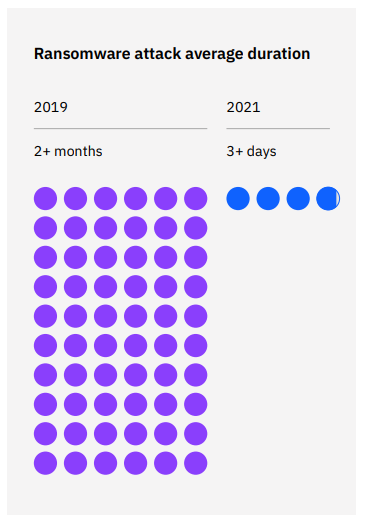 Ransomware attack average duration
2019
2021
2+ months
3+ days